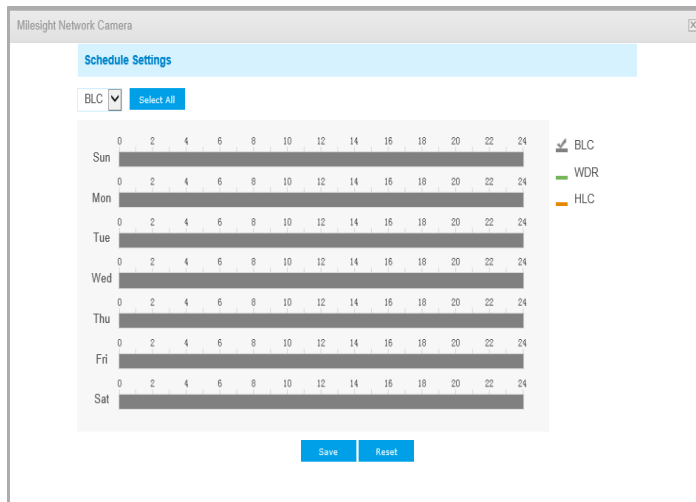 Milesight Network Camera
Schedule Settings
BLC Select All
0 2 4 6 8 10 12 14 16 18 20 22 24
Sun
BLC
0 2 4 6 8 10 12 14 16 18 20 22 24
Mon
WDR
HLC
0 2 4 6 8 10 12 14 16 18 20 22 24
Tue
0 2 4 6 8 10 12 14 16 18 20 22 24
Wed
0 2 4 6 8 10 12 14 16 18 20 22 24
Thu
0 2 4 6 8 10 12 14 16 18 20 22 24
Fri
0 2 4 6 8 10 12 14 16 18 20 22 24
Sat
Save Reset